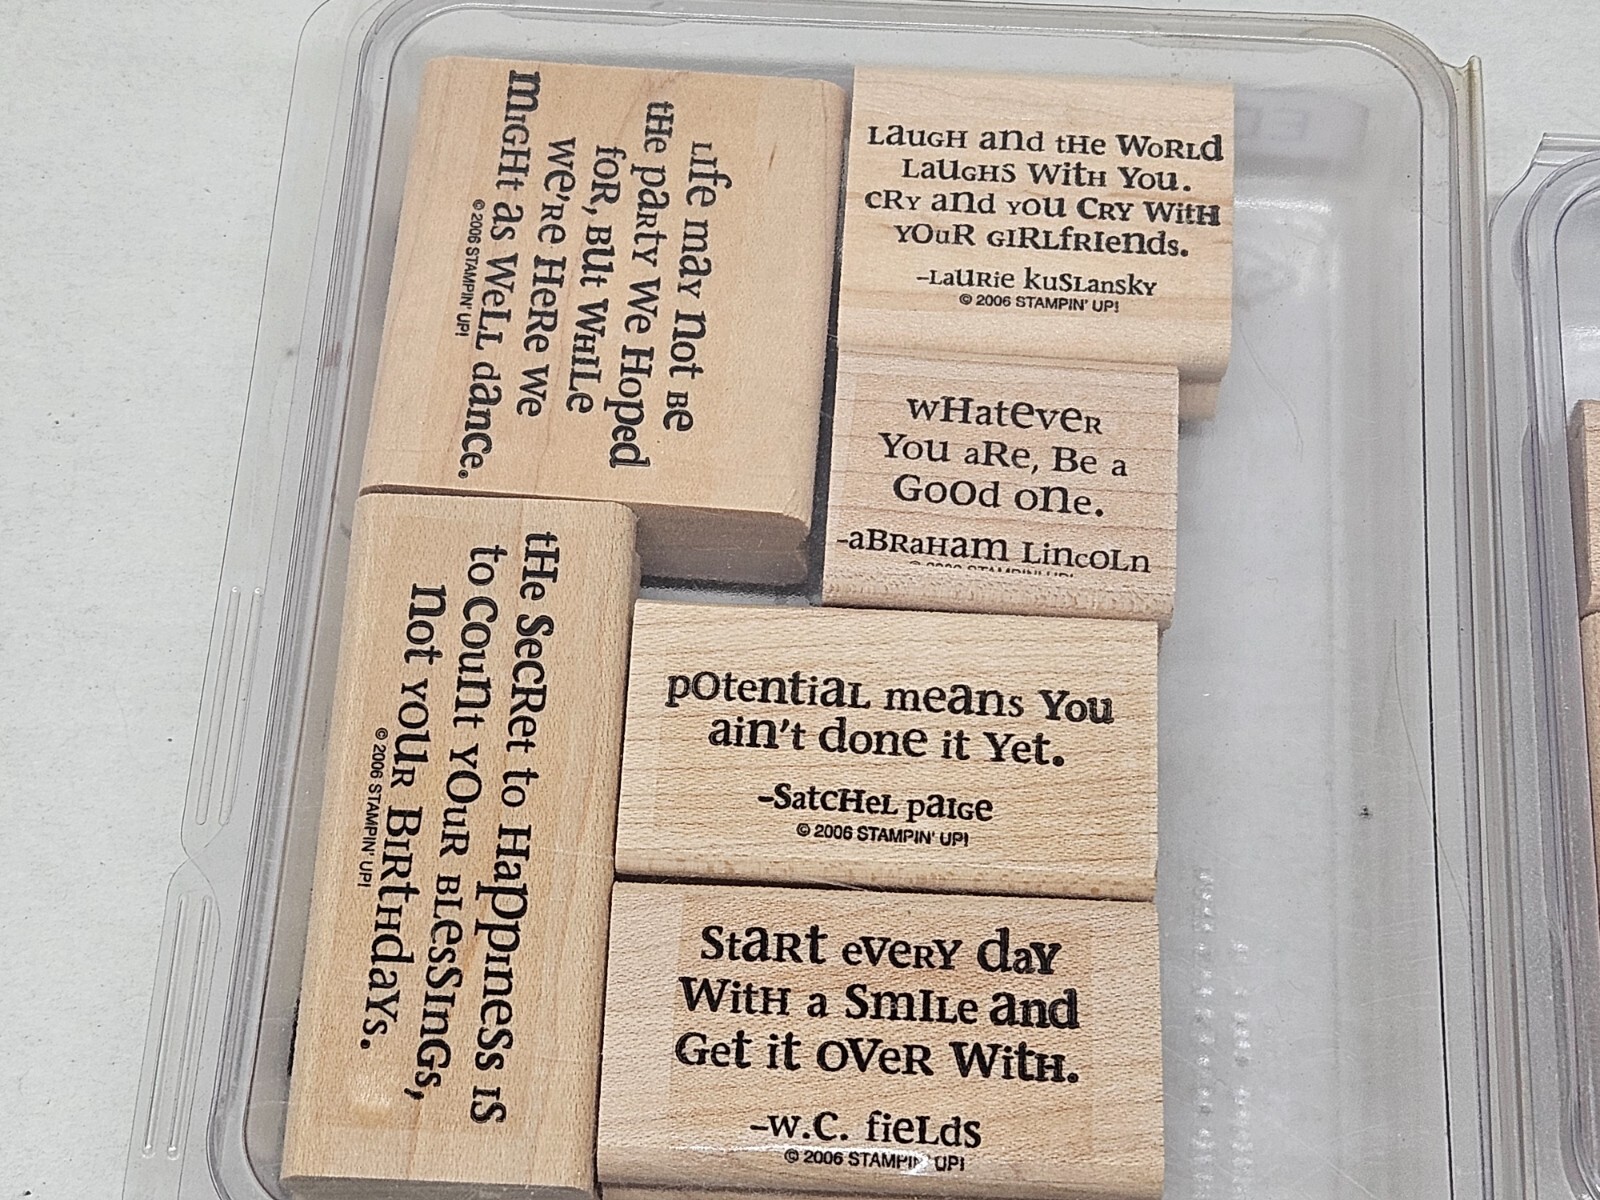 Life may not be
the party we hoped
for, but while
we're here we
might as well dance.
© 2006 STAMPIN' UP!
Laugh and the world
laughs with you.
Cry and you cry with
your girlfriends.
-Laurie Kuslansky
© 2006 STAMPIN' UP!
Whatever
you are, be a
good one.
-Abraham Lincoln
The secret to happiness is
to count your blessings,
not your birthdays.
© 2006 STAMPIN' UP!
Potential means you
ain't done it yet.
-Satchel Paige
© 2006 STAMPIN' UP!
Start every day
with a smile and
get it over with.
-W.C. Fields
© 2006 STAMPIN' UP!